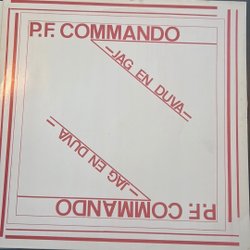 P.F. COMMANDO
—JAG EN DUVA—
—JAG EN DUVA—
P.F. COMMANDO